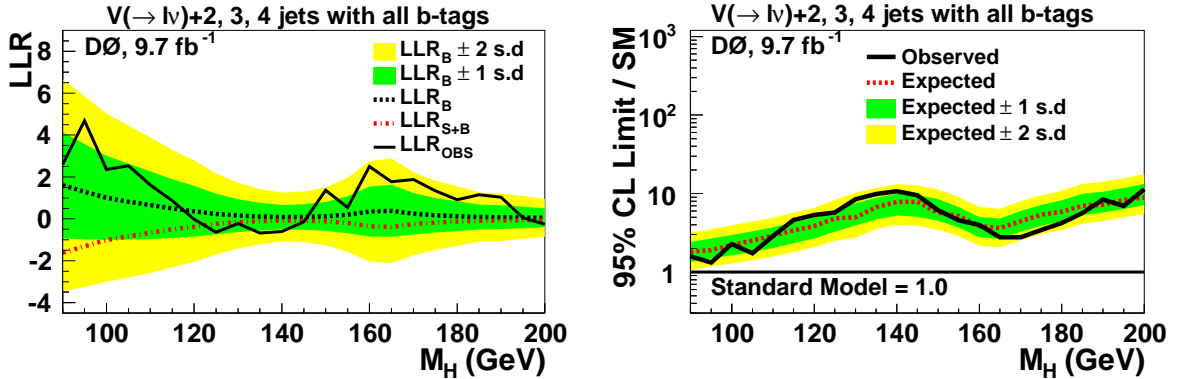 V(→ lν)+2, 3, 4 jets with all b-tags
LLR
8
6
4
2
0
-2
-4
DØ, 9.7 fb⁻¹
LLR_B ± 2 s.d
LLR_B ± 1 s.d
LLR_B
LLR_S+B
LLR_OBS
100 120 140 160 180 200
M_H (GeV)
V(→ lν)+2, 3, 4 jets with all b-tags
95% CL Limit / SM
10³
10²
10
1
DØ, 9.7 fb⁻¹
Observed
Expected
Expected ± 1 s.d
Expected ± 2 s.d
Standard Model = 1.0
100 120 140 160 180 200
M_H (GeV)